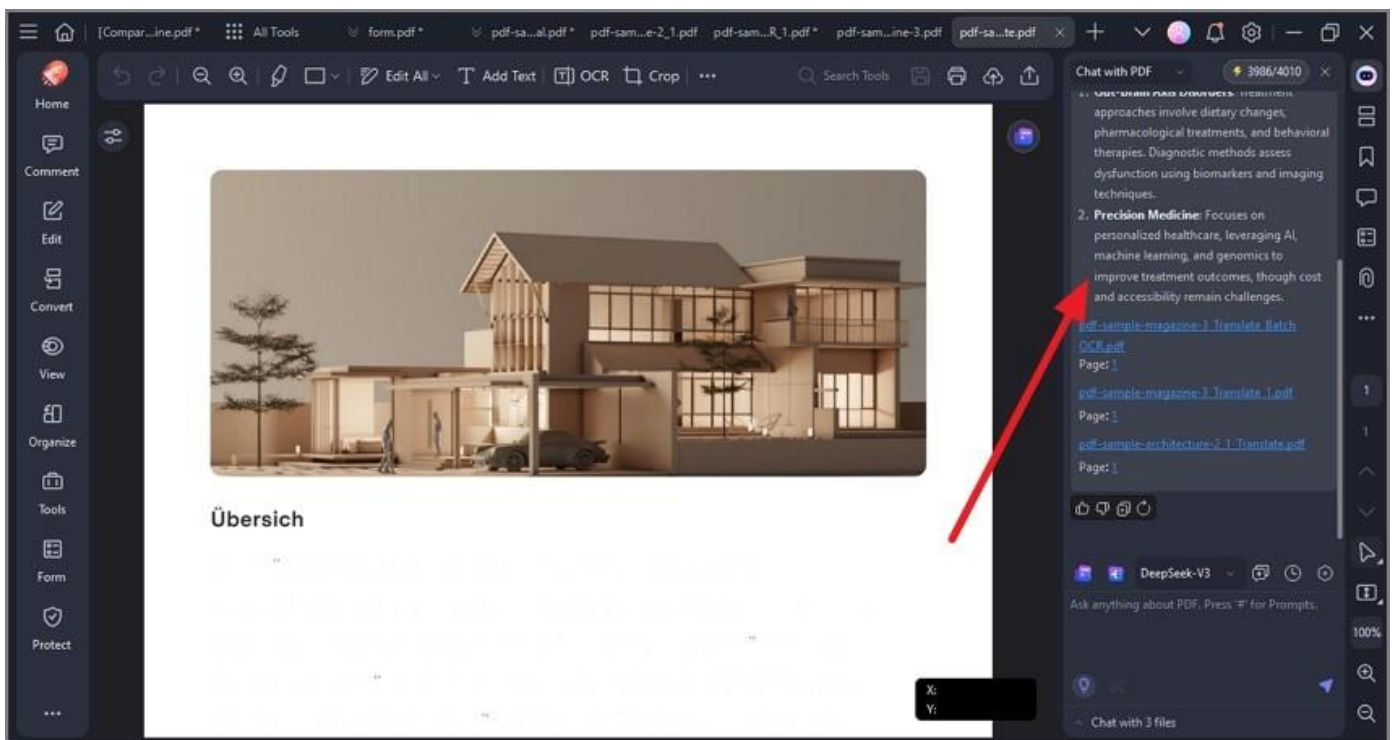 [Compar...ine.pdf *
All Tools
form.pdf *
pdf-sa...al.pdf *
pdf-sam...e-2_1.pdf
pdf-sam...R_1.pdf *
pdf-sam...ine-3.pdf
pdf-sa...te.pdf
Home
Comment
Edit
Convert
View
Organize
Tools
Form
Protect
Edit All
Add Text
OCR
Crop
Search Tools
Übersich
X:
Y:
Chat with PDF
3986/4010
1. Gut-Brain Axis Disorders: Treatment
approaches involve dietary changes,
pharmacological treatments, and behavioral
therapies. Diagnostic methods assess
dysfunction using biomarkers and imaging
techniques.
2. Precision Medicine: Focuses on
personalized healthcare, leveraging AI,
machine learning, and genomics to
improve treatment outcomes, though cost
and accessibility remain challenges.
pdf-sample-magazine-3_Translate_Batch
OCR.pdf
Page: 1
pdf-sample-magazine-3_Translate_1.pdf
Page: 1
pdf-sample-architecture-2_1_Translate.pdf
Page: 1
DeepSeek-V3
Ask anything about PDF. Press '#' for Prompts.
Chat with 3 files
1
1
100%